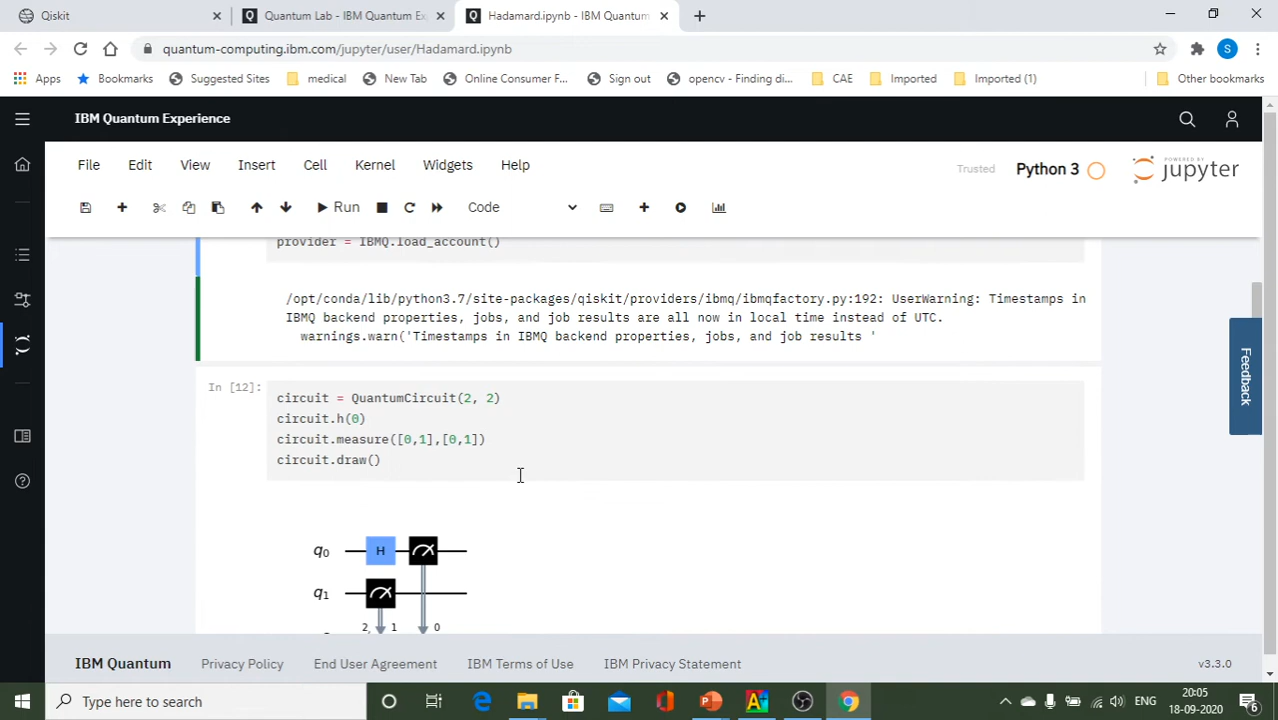 Qiskit
Quantum Lab - IBM Quantum Ex
Hadamard.ipynb - IBM Quantum
quantum-computing.ibm.com/jupyter/user/Hadamard.ipynb
S
Apps
Bookmarks
Suggested Sites
medical
New Tab
Online Consumer F...
Sign out
opencv - Finding di...
CAE
Imported
Imported (1)
Other bookmarks
IBM Quantum Experience
File Edit View Insert Cell Kernel Widgets Help
Trusted
Python 3
POWERED BY
jupyter
Run
Code
provider = IBMQ.load_account()
/opt/conda/lib/python3.7/site-packages/qiskit/providers/ibmq/ibmqfactory.py:192: UserWarning: Timestamps in
IBMQ backend properties, jobs, and job results are all now in local time instead of UTC.
warnings.warn('Timestamps in IBMQ backend properties, jobs, and job results '
In [12]:
circuit = QuantumCircuit(2, 2)
circuit.h(0)
circuit.measure([0,1],[0,1])
circuit.draw()
q0 H
q1
2 1 0
Feedback
IBM Quantum
Privacy Policy
End User Agreement
IBM Terms of Use
IBM Privacy Statement
v3.3.0
Type here to search
ENG
20:05
18-09-2020
6